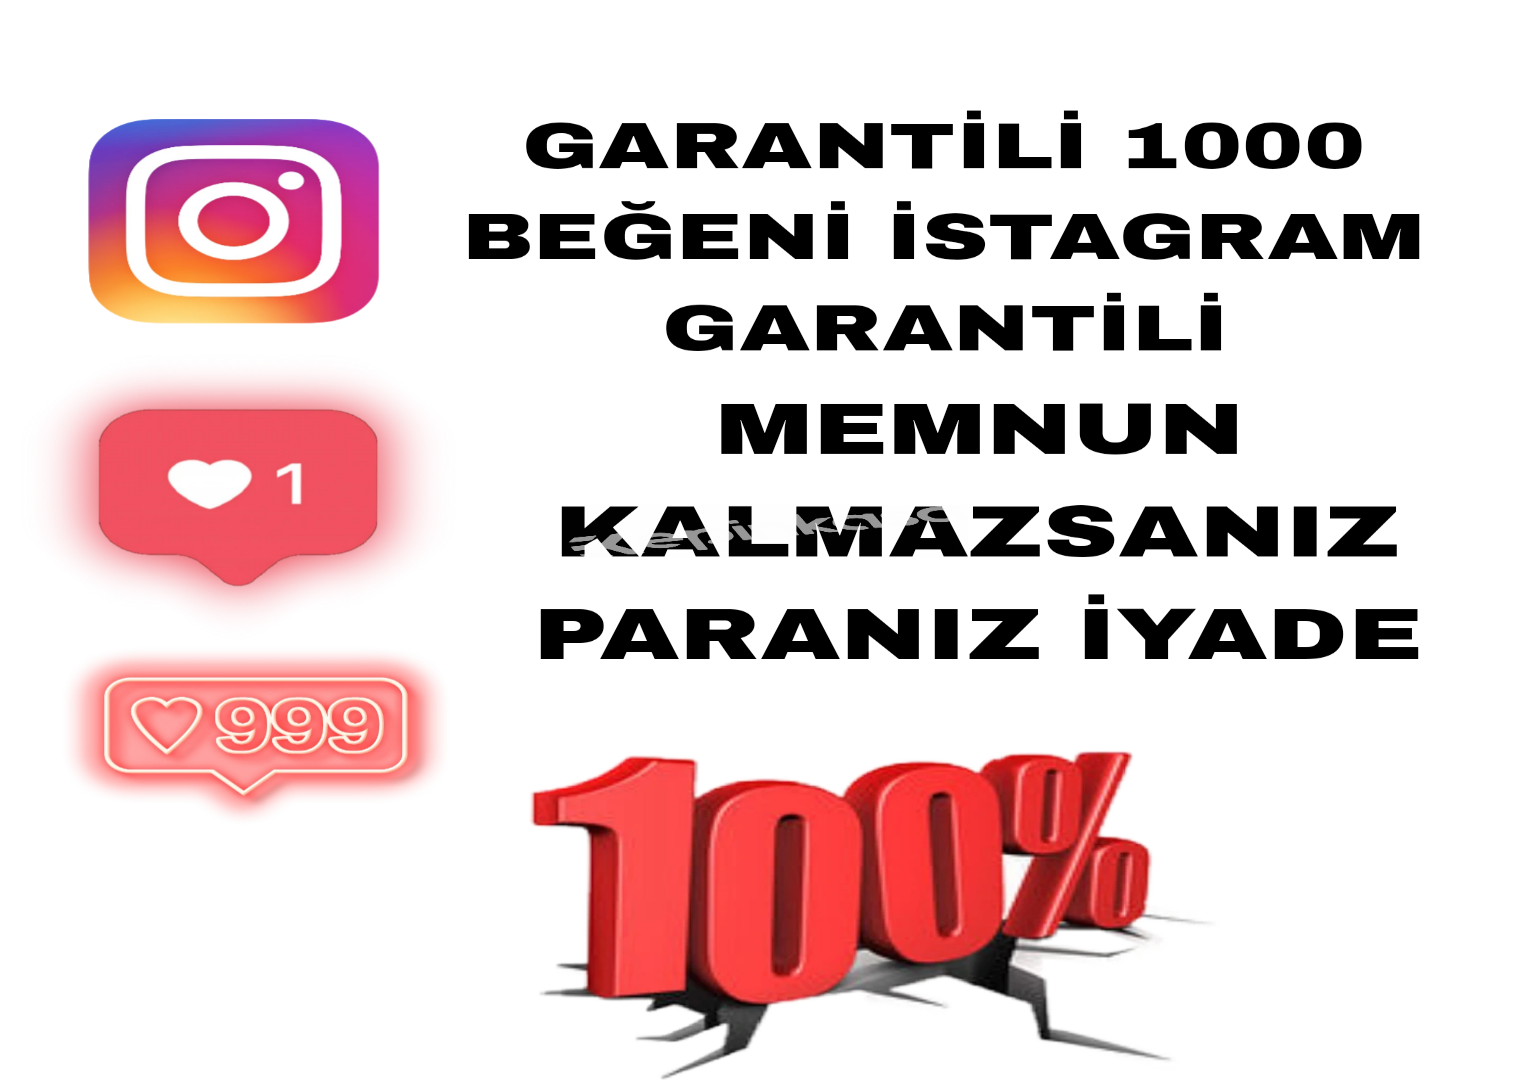 GARANTİLİ 1000
BEĞENİ İSTAGRAM
GARANTİLİ
MEMNUN
KALMAZSANIZ
PARANIZ İYADE
1
999
100%